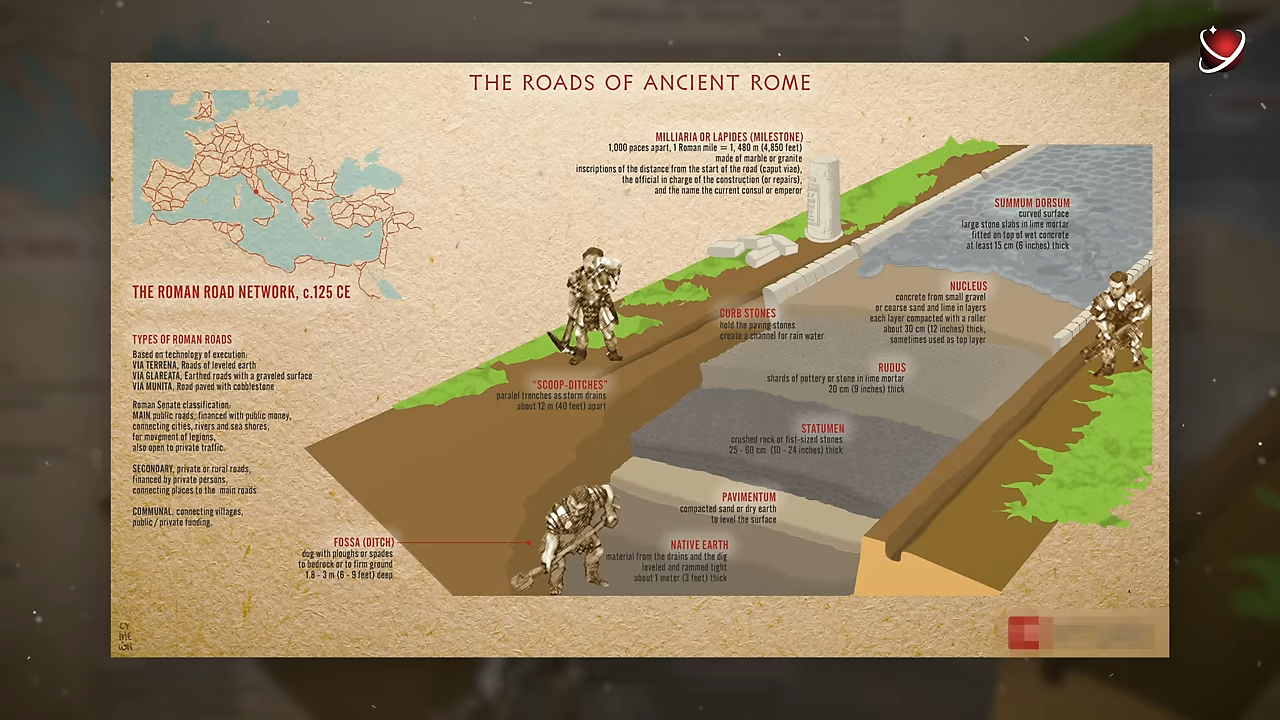 THE ROADS OF ANCIENT ROME
MILLIARIA OR LAPIDES (MILESTONE)
1,000 paces apart, 1 Roman mile = 1, 480 m (4,850 feet)
made of marble or granite
inscriptions of the distance from the start of the road (caput viae),
the official in charge of the construction (or repairs),
and the name the current consul or emperor
SUMMUM DORSUM
curved surface
large stone slabs in lime mortar
fitted on top of wet concrete
at least 15 cm (6 inches) thick
THE ROMAN ROAD NETWORK, c.125 CE
NUCLEUS
concrete from small gravel
or coarse sand and lime in layers
each layer compacted with a roller
about 30 cm (12 inches) thick,
sometimes used as top layer
CURB STONES
hold the paving stones
create a channel for rain water
TYPES OF ROMAN ROADS
Based on technology of execution:
VIA TERRENA, Roads of leveled earth
VIA GLAREATA, Earthed roads with a graveled surface
VIA MUNITA, Road paved with cobblestone
Roman Senate classification:
MAIN public roads, financed with public money,
connecting cities, rivers and sea shores,
for movement of legions,
also open to private traffic.
SECONDARY, private or rural roads,
financed by private persons,
connecting places to the main roads
COMMUNAL, connecting villages,
public / private funding.
RUDUS
shards of pottery or stone in lime mortar
20 cm (9 inches) thick
"SCOOP-DITCHES"
paralel trenches as storm drains
about 12 m (40 feet) apart
STATUMEN
crushed rock or fist-sized stones
25 - 60 cm (10 - 24 inches) thick
PAVIMENTUM
compacted sand or dry earth
to level the surface
FOSSA (DITCH)
dug with ploughs or spades
to bedrock or to firm ground
1.8 - 3 m (6 - 9 feet) deep
NATIVE EARTH
material from the drains and the dig
leveled and rammed tight
about 1 meter (3 feet) thick